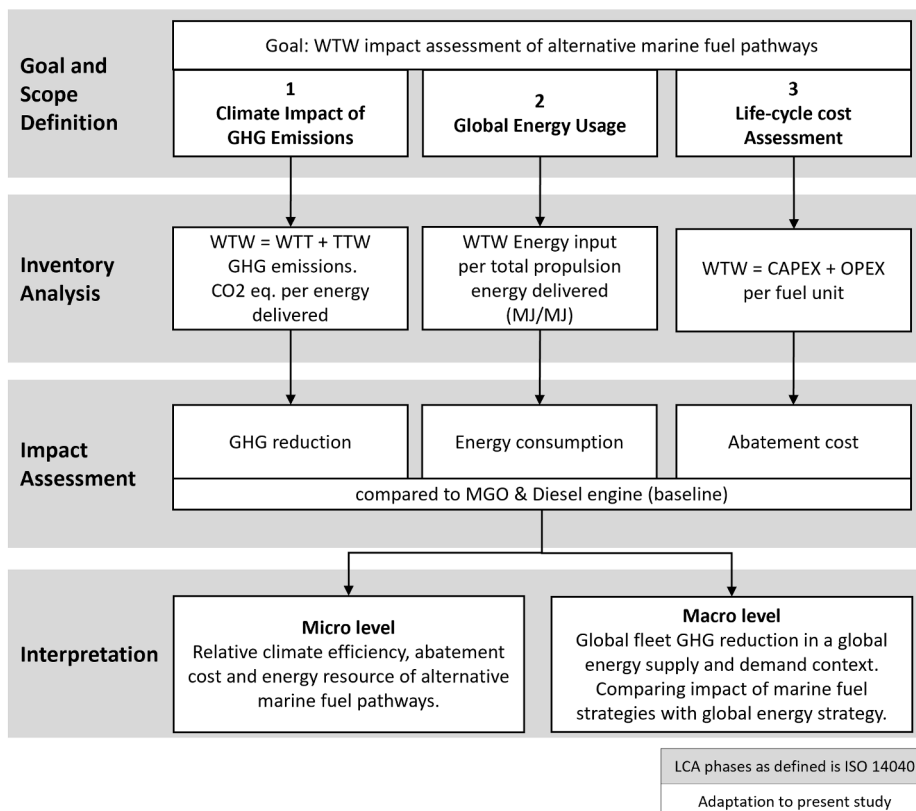 Goal and
Scope
Definition
Goal: WTW impact assessment of alternative marine fuel pathways
1
Climate Impact of
GHG Emissions
2
Global Energy Usage
3
Life-cycle cost
Assessment
Inventory
Analysis
WTW = WTT + TTW
GHG emissions.
CO2 eq. per energy
delivered
WTW Energy input
per total propulsion
energy delivered
(MJ/MJ)
WTW = CAPEX + OPEX
per fuel unit
Impact
Assessment
GHG reduction
Energy consumption
Abatement cost
compared to MGO & Diesel engine (baseline)
Interpretation
Micro level
Relative climate efficiency, abatement
cost and energy resource of alternative
marine fuel pathways.
Macro level
Global fleet GHG reduction in a global
energy supply and demand context.
Comparing impact of marine fuel
strategies with global energy strategy.
LCA phases as defined is ISO 14040
Adaptation to present study